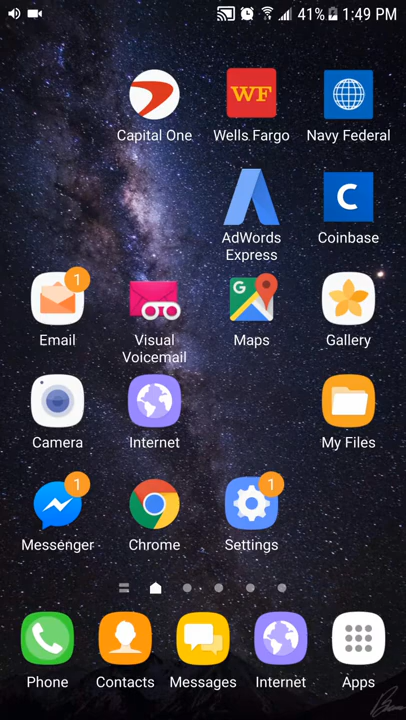 41% 1:49 PM
Capital One
WF
Wells Fargo
Navy Federal
AdWords
Express
C
Coinbase
1
Email
Visual
Voicemail
G
Maps
Gallery
Camera
Internet
My Files
1
Messenger
Chrome
1
Settings
Phone
Contacts
Messages
Internet
Apps